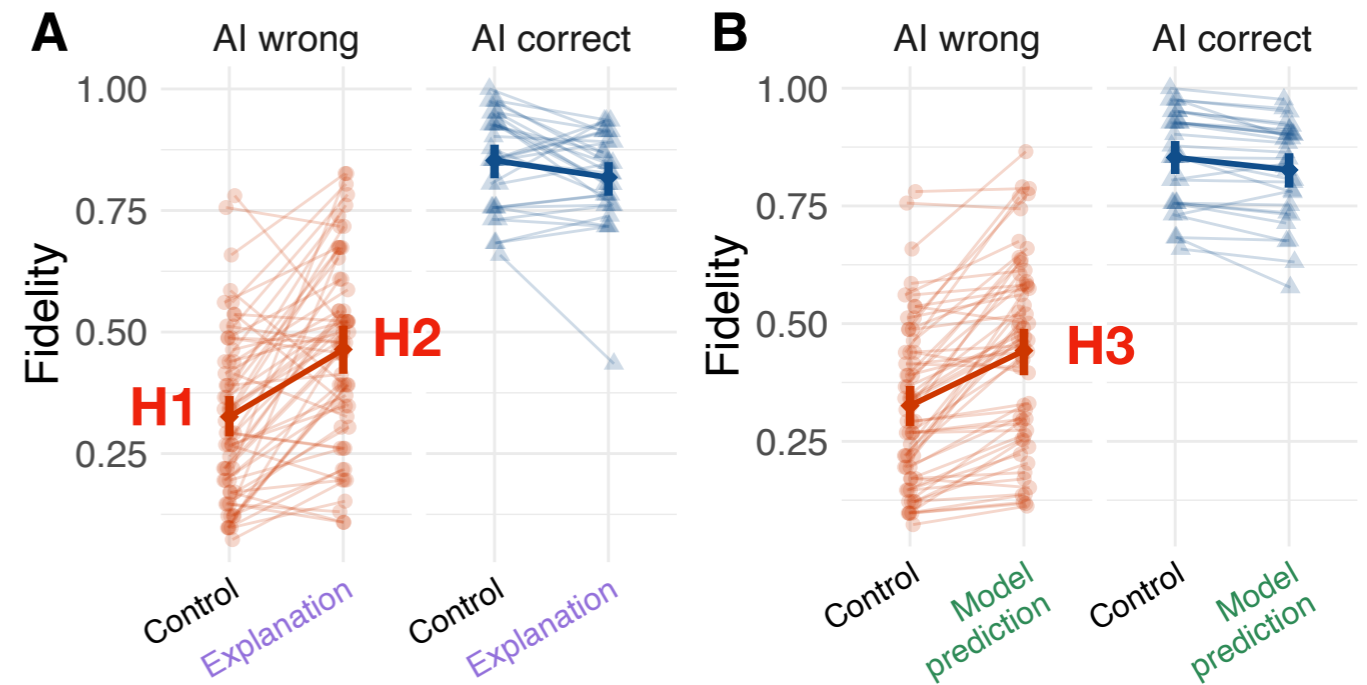 A
AI wrong
AI correct
Fidelity
1.00
0.75
0.50
0.25
H1
H2
Control
Explanation
Control
Explanation
B
AI wrong
AI correct
Fidelity
1.00
0.75
0.50
0.25
H3
Control
Model
prediction
Control
Model
prediction